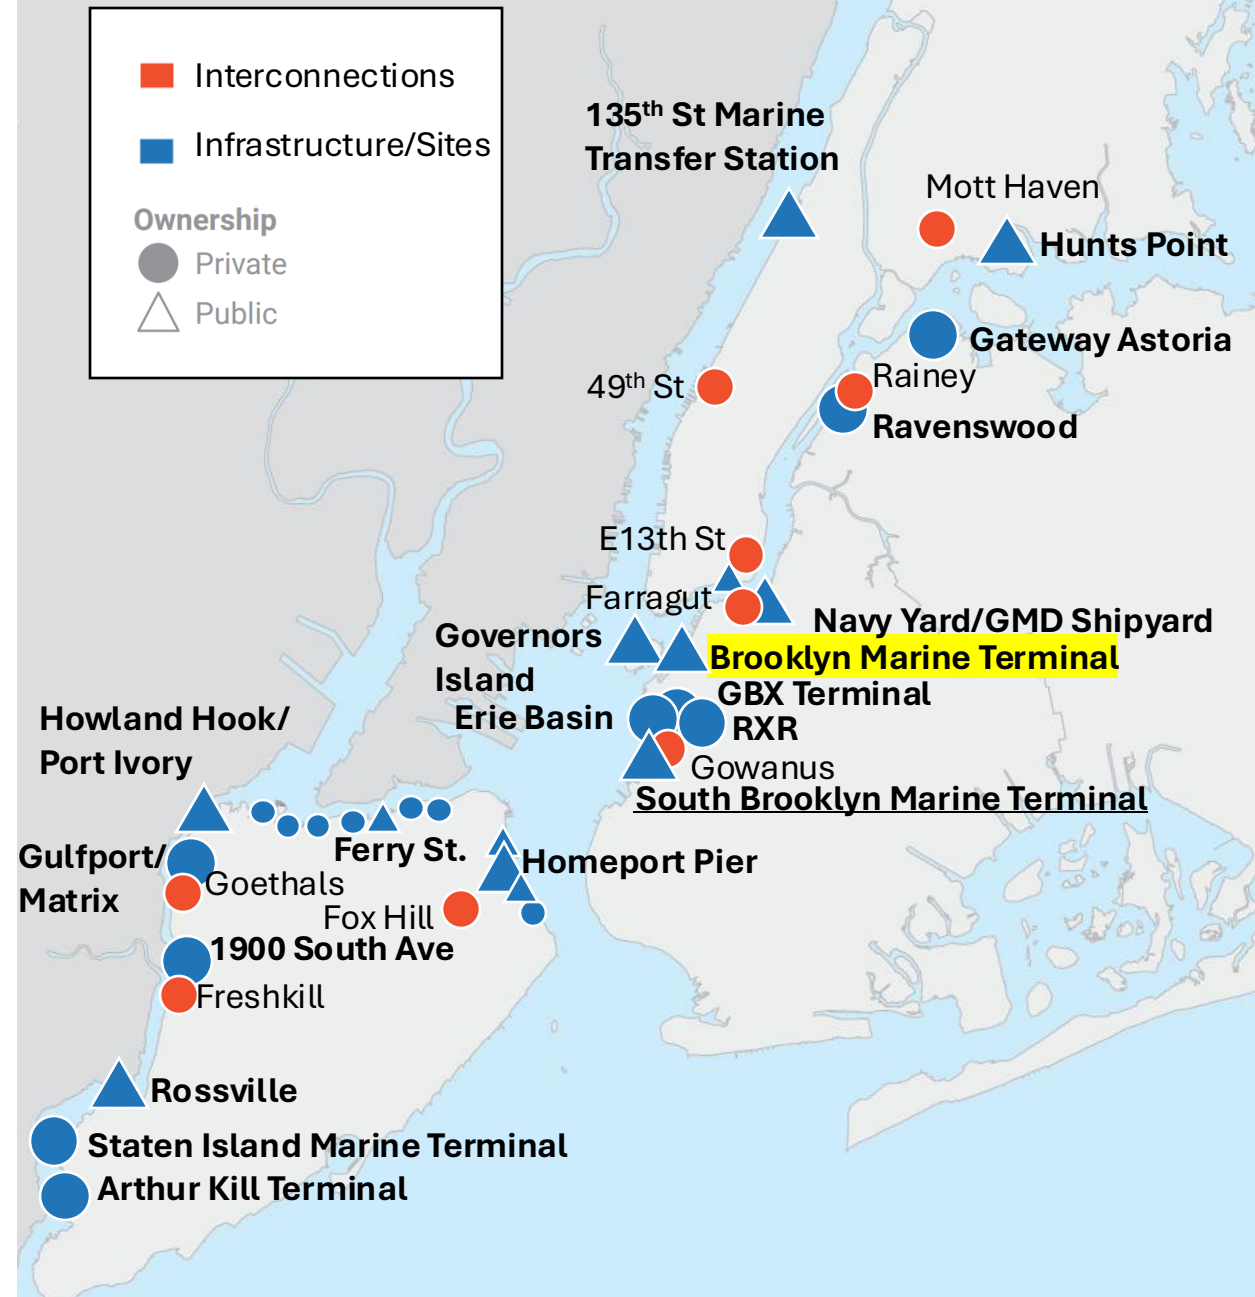 Interconnections
Infrastructure/Sites
Ownership
Private
Public
135th St Marine
Transfer Station
Mott Haven
Hunts Point
Gateway Astoria
Rainey
49th St
Ravenswood
E13th St
Farragut
Navy Yard/GMD Shipyard
Governors
Island
Brooklyn Marine Terminal
GBX Terminal
Erie Basin
RXR
Howland Hook/
Port Ivory
Gowanus
South Brooklyn Marine Terminal
Ferry St.
Gulfport/
Matrix
Homeport Pier
Goethals
Fox Hill
1900 South Ave
Freshkill
Rossville
Staten Island Marine Terminal
Arthur Kill Terminal